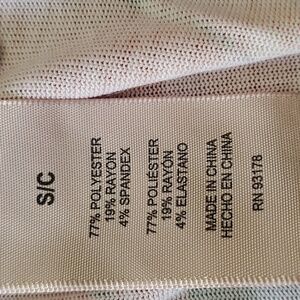 S/C
77% POLYESTER
19% RAYON
4% SPANDEX
77% POLIÉSTER
19% RAYÓN
4% ELASTANO
MADE IN CHINA
HECHO EN CHINA
RN 93178